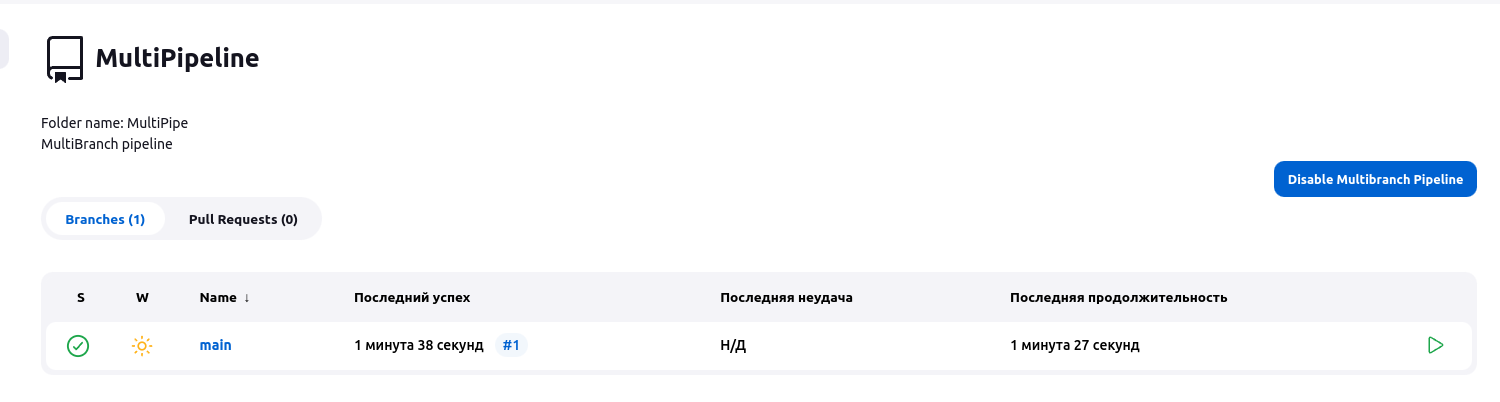 MultiPipeline
Folder name: MultiPipe
MultiBranch pipeline
Disable Multibranch Pipeline
Branches (1) Pull Requests (0)
S W Name ↓ Последний успех Последняя неудача Последняя продолжительность
main 1 минута 38 секунд #1 Н/Д 1 минута 27 секунд